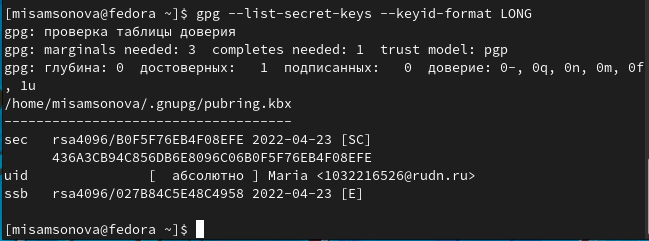 [misamsonova@fedora ~]$ gpg --list-secret-keys --keyid-format LONG
gpg: проверка таблицы доверия
gpg: marginals needed: 3  completes needed: 1  trust model: pgp
gpg: глубина: 0  достоверных:   1  подписанных:   0  доверие: 0-, 0q, 0n, 0m, 0f
, 1u
/home/misamsonova/.gnupg/pubring.kbx
------------------------------------
sec   rsa4096/B0F5F76EB4F08EFE 2022-04-23 [SC]
      436A3CB94C856DB6E8096C06B0F5F76EB4F08EFE
uid               [  абсолютно ] Maria <1032216526@rudn.ru>
ssb   rsa4096/027B84C5E48C4958 2022-04-23 [E]
[misamsonova@fedora ~]$